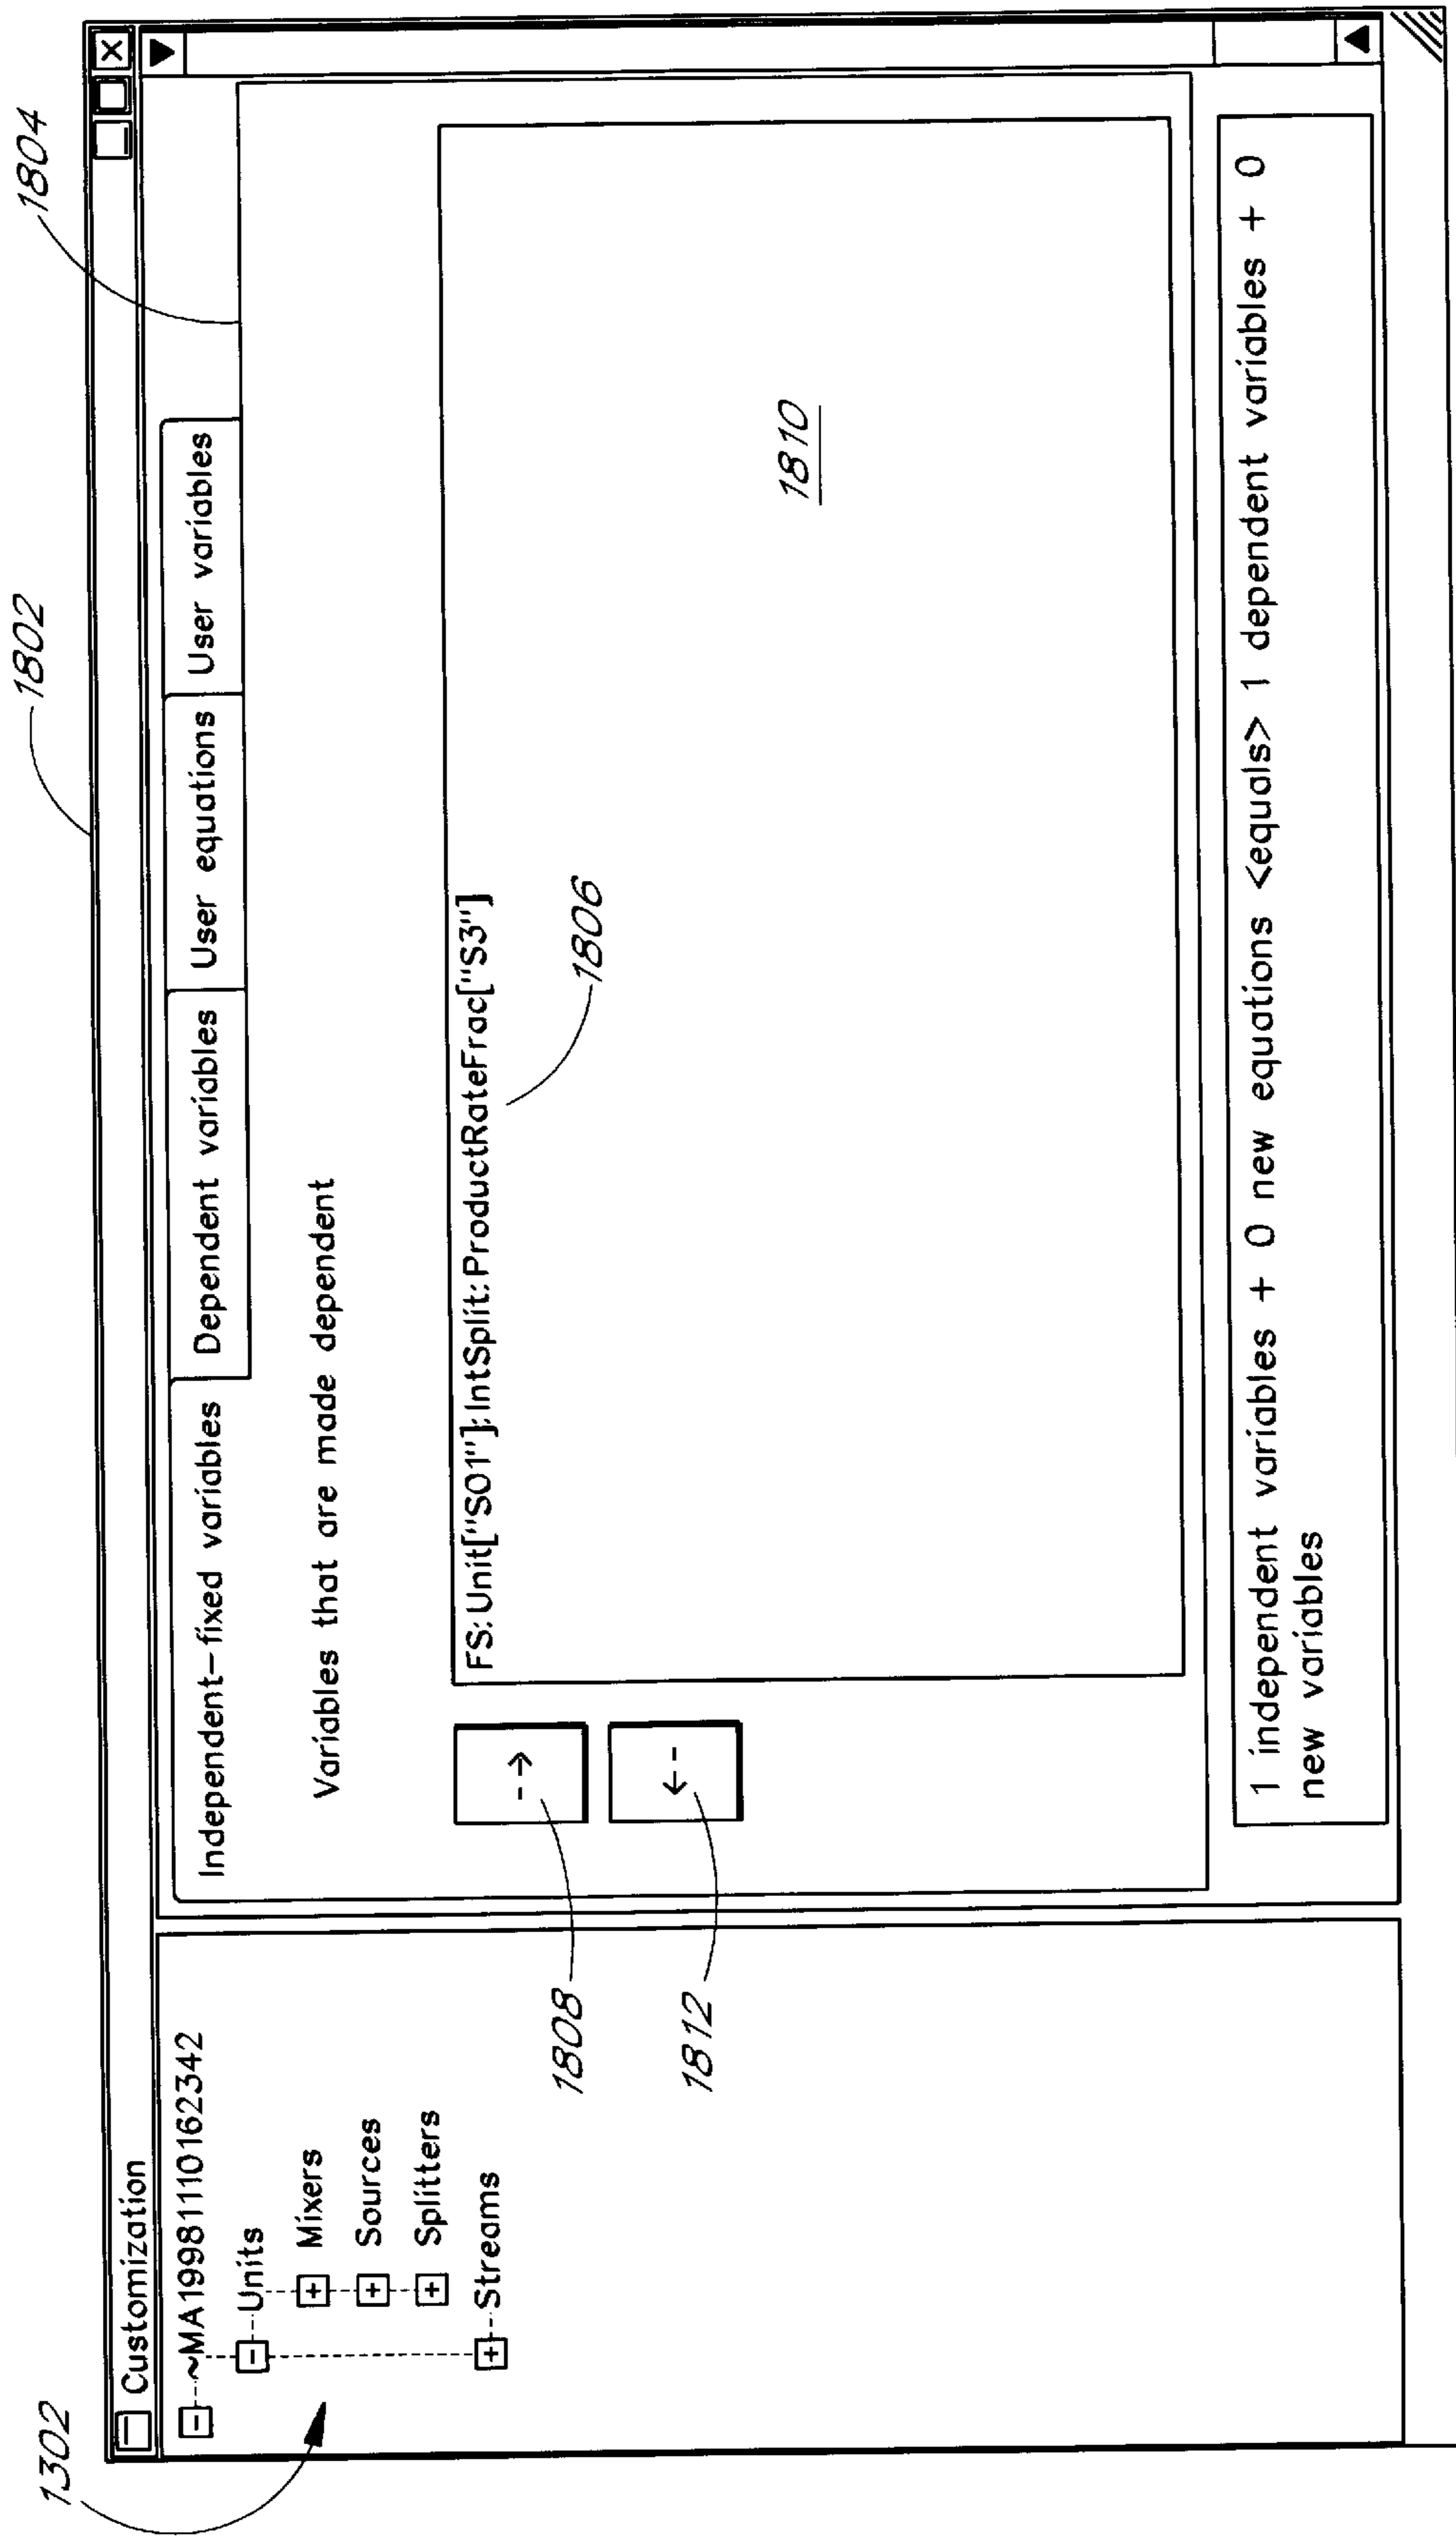 1802
1804
1302
Customization
~MA19981110162342
Units
Mixers
Sources
Splitters
Streams
Independent-fixed variables
Dependent variables
User equations
User variables
Variables that are made dependent
FS:Unit["S01"]:IntSplit:ProductRateFrac["S3"]
1806
-->
1808
<--
1812
1810
1 independent variables + 0 new equations <equals> 1 dependent variables + 0
new variables